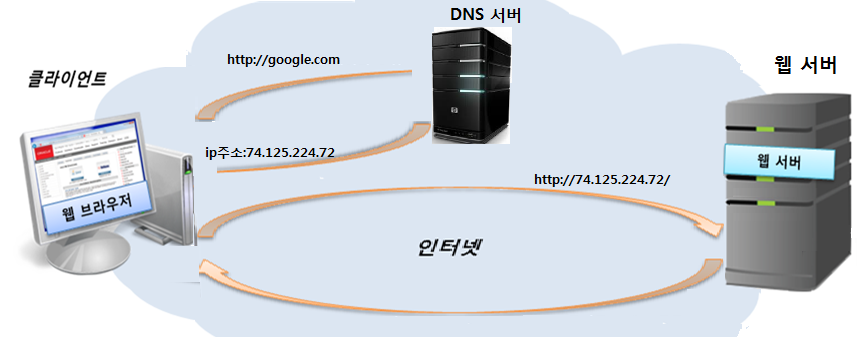 DNS 서버
웹 서버
http://google.com
클라이언트
ip주소:74.125.224.72
웹 서버
http://74.125.224.72/
웹 브라우저
인터넷